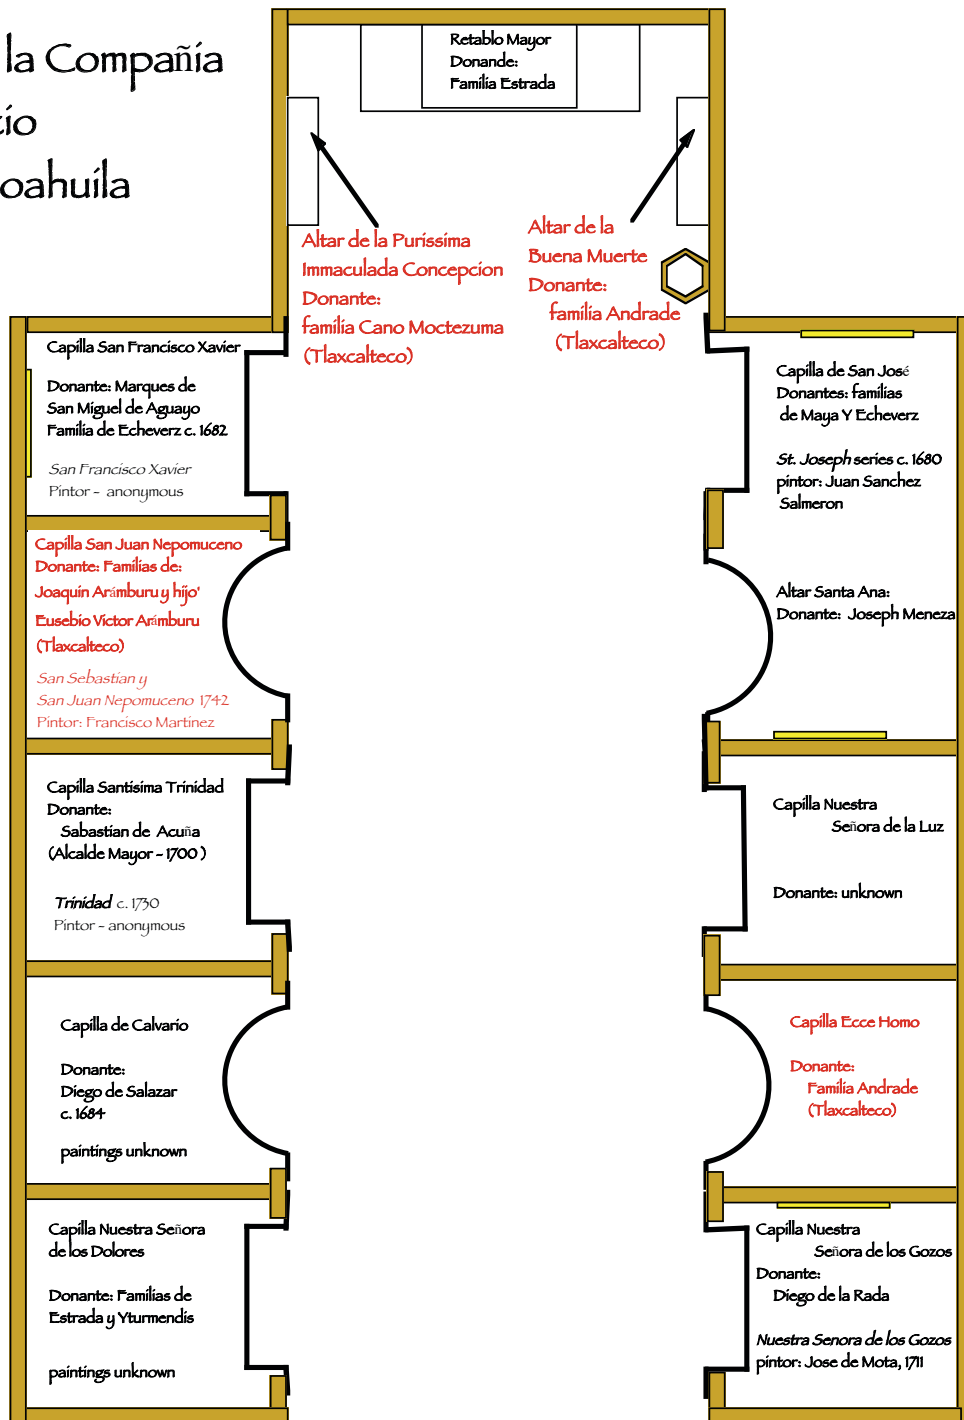 la Compañía
tio
oahuila
Retablo Mayor
Donande:
Familia Estrada
Altar de la Purissima
Immaculada Concepcion
Donante:
familia Cano Moctezuma
(Tlaxcalteco)
Altar de la
Buena Muerte
Donante:
familia Andrade
(Tlaxcalteco)
Capilla San Francisco Xavier
Donante: Marques de
San Miguel de Aguayo
Familia de Echeverz c. 1682
San Francisco Xavier
Pintor - anonymous
Capilla San Juan Nepomuceno
Donante: Familias de:
Joaquin Arámburu y hijo'
Eusebio Victor Arámburu
(Tlaxcalteco)
San Sebastian y
San Juan Nepomuceno 1742
Pintor: Francisco Martinez
Capilla Santisima Trinidad
Donante:
Sabastian de Acuña
(Alcalde Mayor - 1700 )
Trinidad c. 1730
Pintor - anonymous
Capilla de Calvario
Donante:
Diego de Salazar
c. 1684
paintings unknown
Capilla Nuestra Señora
de los Dolores
Donante: Familias de
Estrada y Yturmendis
paintings unknown
Capilla de San José
Donantes: familias
de Maya Y Echeverz
St. Joseph series c. 1680
pintor: Juan Sanchez
Salmeron
Altar Santa Ana:
Donante: Joseph Meneza
Capilla Nuestra
Señora de la Luz
Donante: unknown
Capilla Ecce Homo
Donante:
Familia Andrade
(Tlaxcalteco)
Capilla Nuestra
Señora de los Gozos
Donante:
Diego de la Rada
Nuestra Senora de los Gozos
pintor: Jose de Mota, 1711